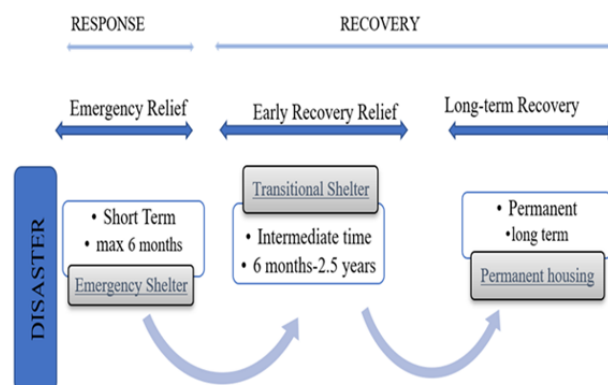 RESPONSE
RECOVERY
Emergency Relief
Early Recovery Relief
Long-term Recovery
DISASTER
• Short Term
• max 6 months
Emergency Shelter
Transitional Shelter
• Intermediate time
• 6 months-2.5 years
• Permanent
• long term
Permanent housing